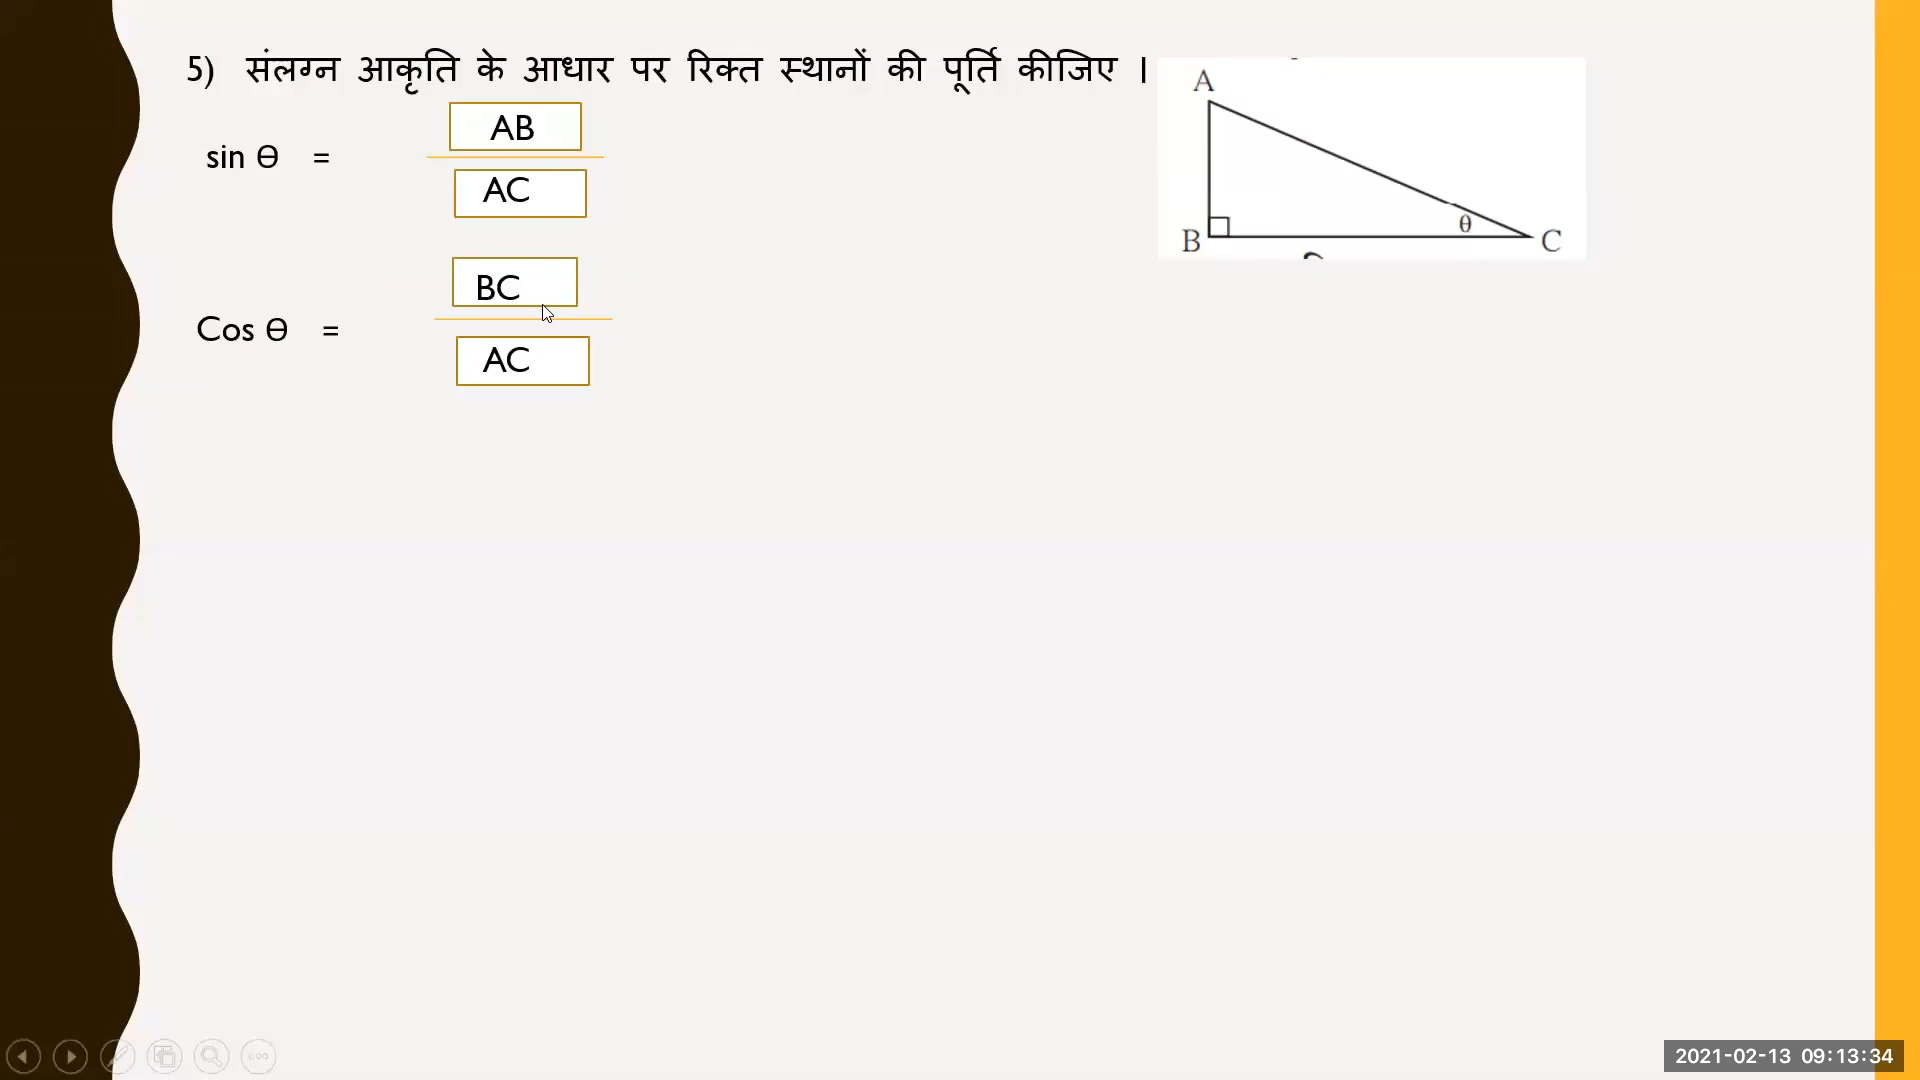 5) संलग्न आकृति के आधार पर रिक्त स्थानों की पूर्ति कीजिए ।
sin Ɵ = AB
AC
Cos Ɵ = BC
AC
A
B
θ
C
2021-02-13 09:13:34